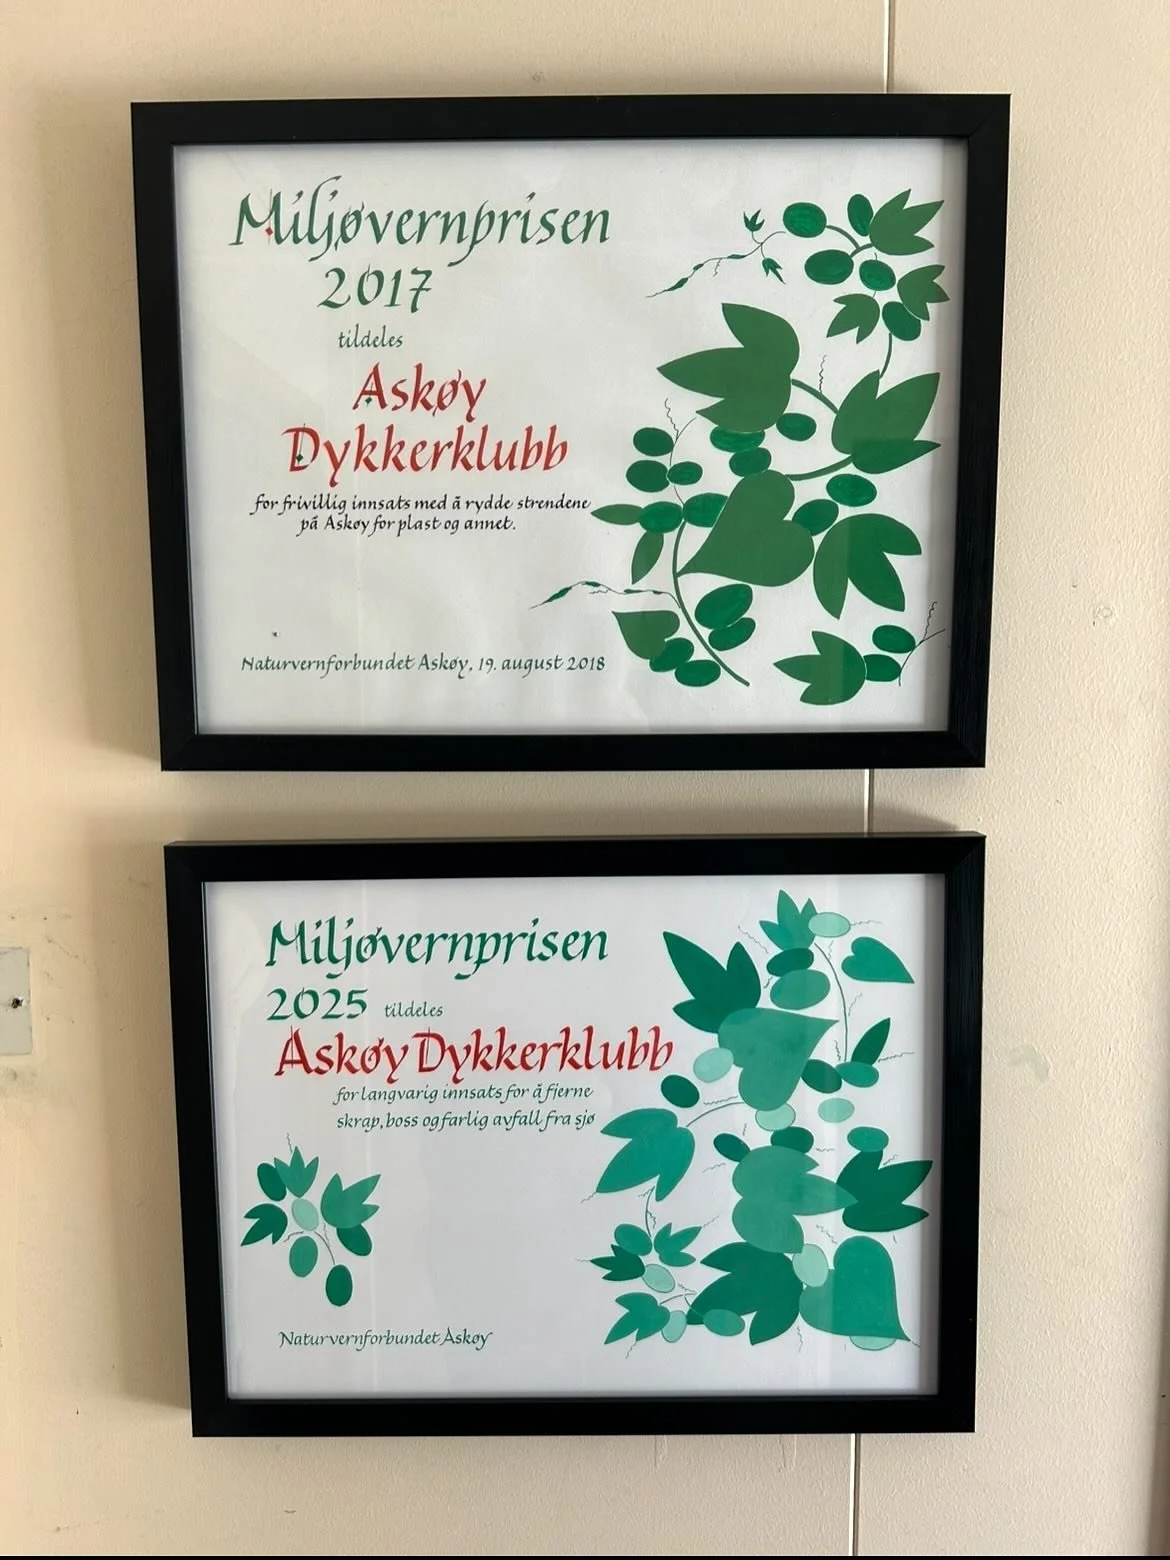 Miljøvernprisen
2017
tildeles
Askøy
Dykkerklubb
for frivillig innsats med å rydde strendene
på Askøy for plast og annet.
Naturvernforbundet Askøy, 19. august 2018
Miljøvernprisen
2025 tildeles
Askøy Dykkerklubb
for langvarig innsats for å fjerne
skrap, boss og farlig avfall fra sjø
Naturvernforbundet Askøy